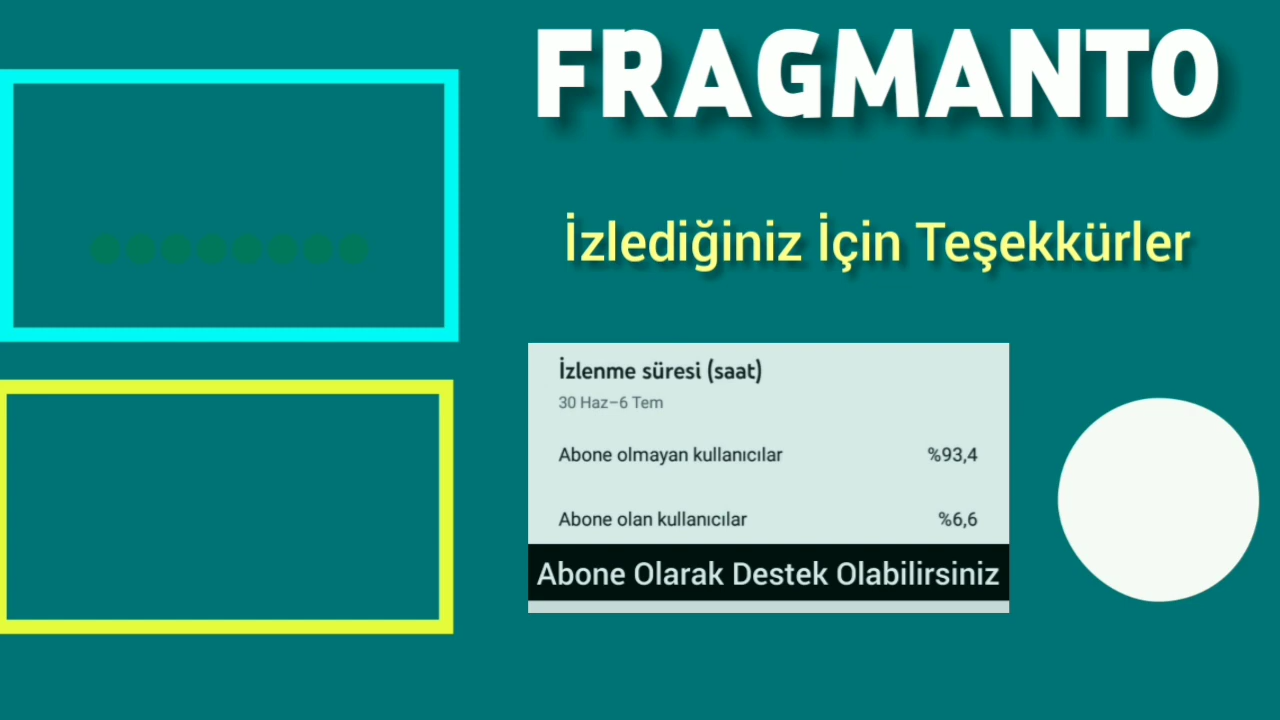 FRAGMANTO
İzlediğiniz İçin Teşekkürler
İzlenme süresi (saat)
30 Haz–6 Tem
Abone olmayan kullanıcılar %93,4
Abone olan kullanıcılar %6,6
Abone Olarak Destek Olabilirsiniz